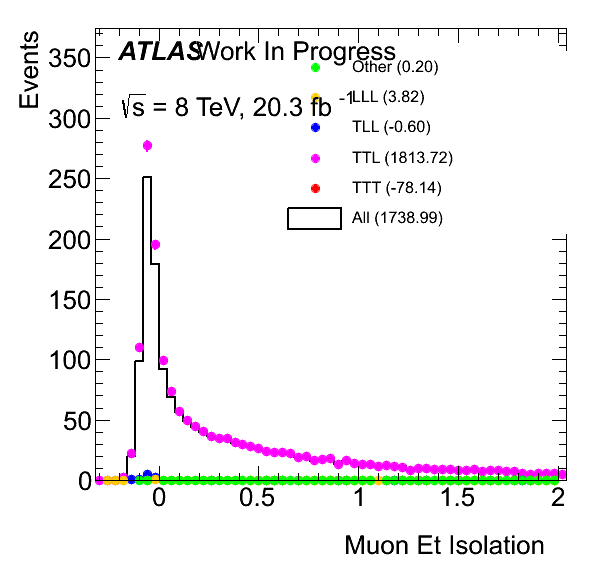 ATLAS Work In Progress
√s = 8 TeV, 20.3 fb -1
Other (0.20)
LLL (3.82)
TLL (-0.60)
TTL (1813.72)
TTT (-78.14)
All (1738.99)
Events
350
300
250
200
150
100
50
0
0 0.5 1 1.5 2
Muon Et Isolation